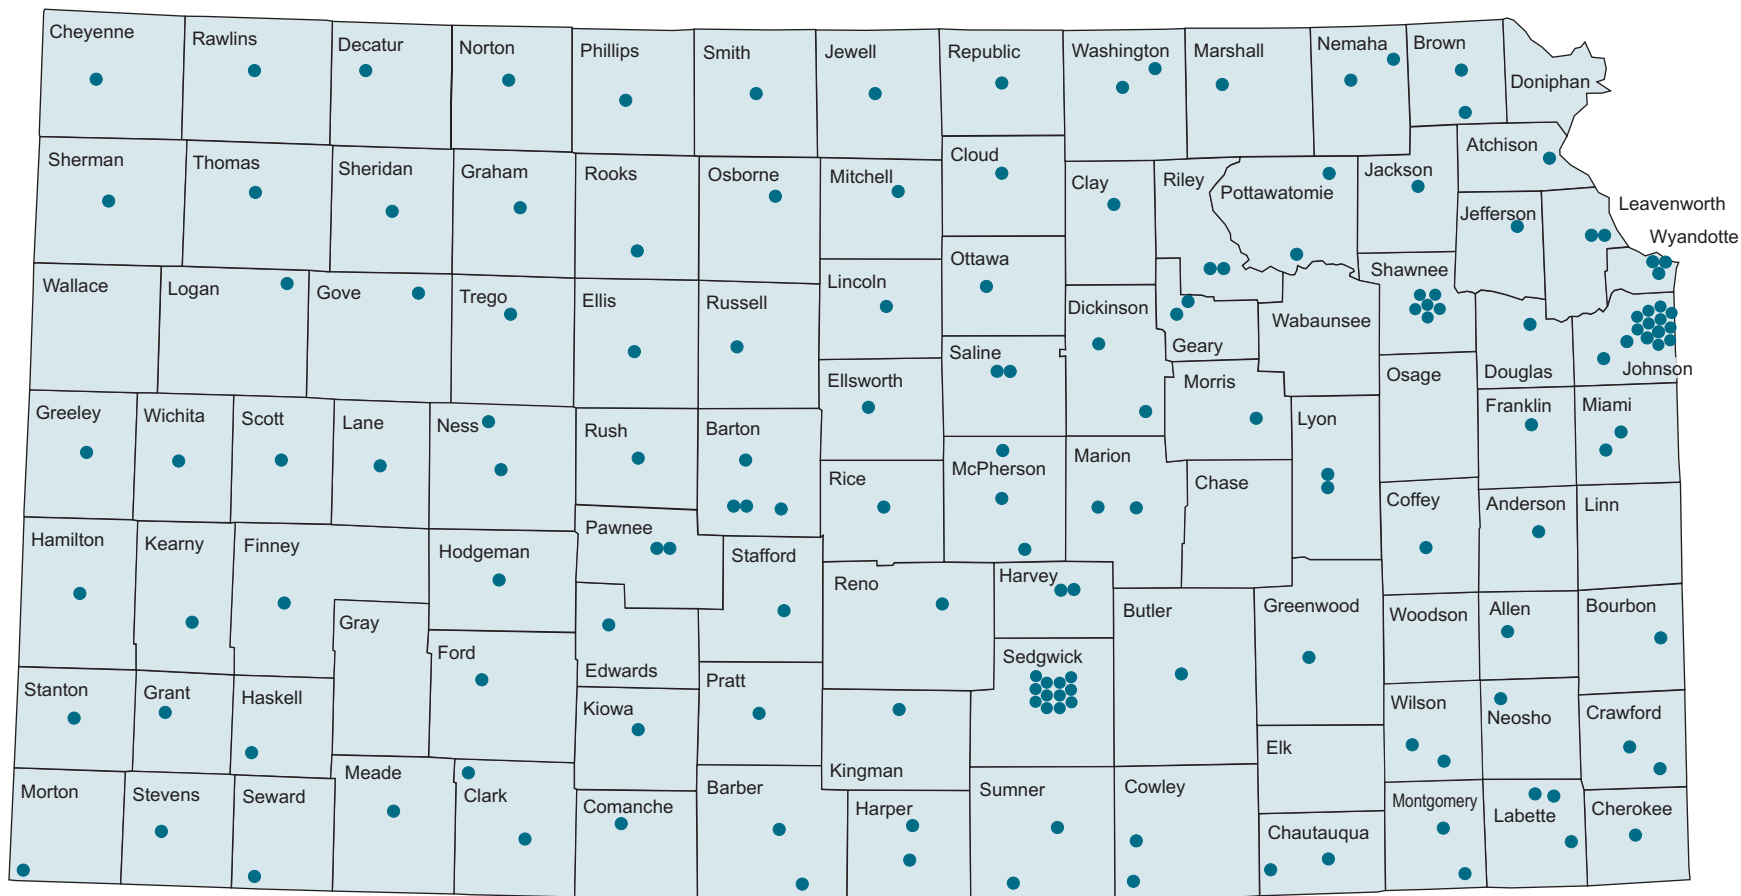 Cheyenne
Rawlins
Decatur
Norton
Phillips
Smith
Jewell
Republic
Washington
Marshall
Nemaha
Brown
Doniphan
Sherman
Thomas
Sheridan
Graham
Rooks
Osborne
Mitchell
Cloud
Clay
Riley
Pottawatomie
Jackson
Atchison
Jefferson
Leavenworth
Wyandotte
Wallace
Logan
Gove
Trego
Ellis
Russell
Lincoln
Ottawa
Dickinson
Geary
Wabaunsee
Shawnee
Douglas
Johnson
Saline
Ellsworth
Morris
Osage
Greeley
Wichita
Scott
Lane
Ness
Rush
Barton
Rice
McPherson
Marion
Chase
Lyon
Franklin
Miami
Coffey
Anderson
Linn
Hamilton
Kearny
Finney
Hodgeman
Pawnee
Stafford
Reno
Harvey
Butler
Greenwood
Woodson
Allen
Bourbon
Gray
Ford
Edwards
Sedgwick
Stanton
Grant
Haskell
Kiowa
Pratt
Kingman
Elk
Wilson
Neosho
Crawford
Morton
Stevens
Seward
Meade
Clark
Comanche
Barber
Harper
Sumner
Cowley
Chautauqua
Montgomery
Labette
Cherokee